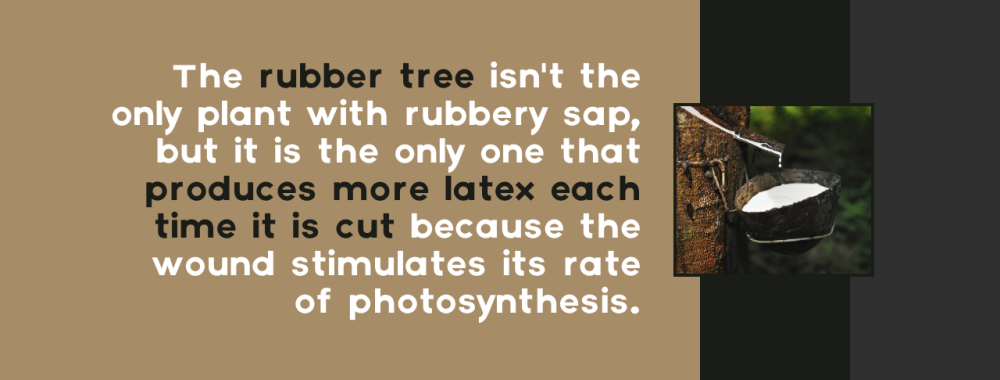 The rubber tree isn't the
only plant with rubbery sap,
but it is the only one that
produces more latex each
time it is cut because the
wound stimulates its rate
of photosynthesis.